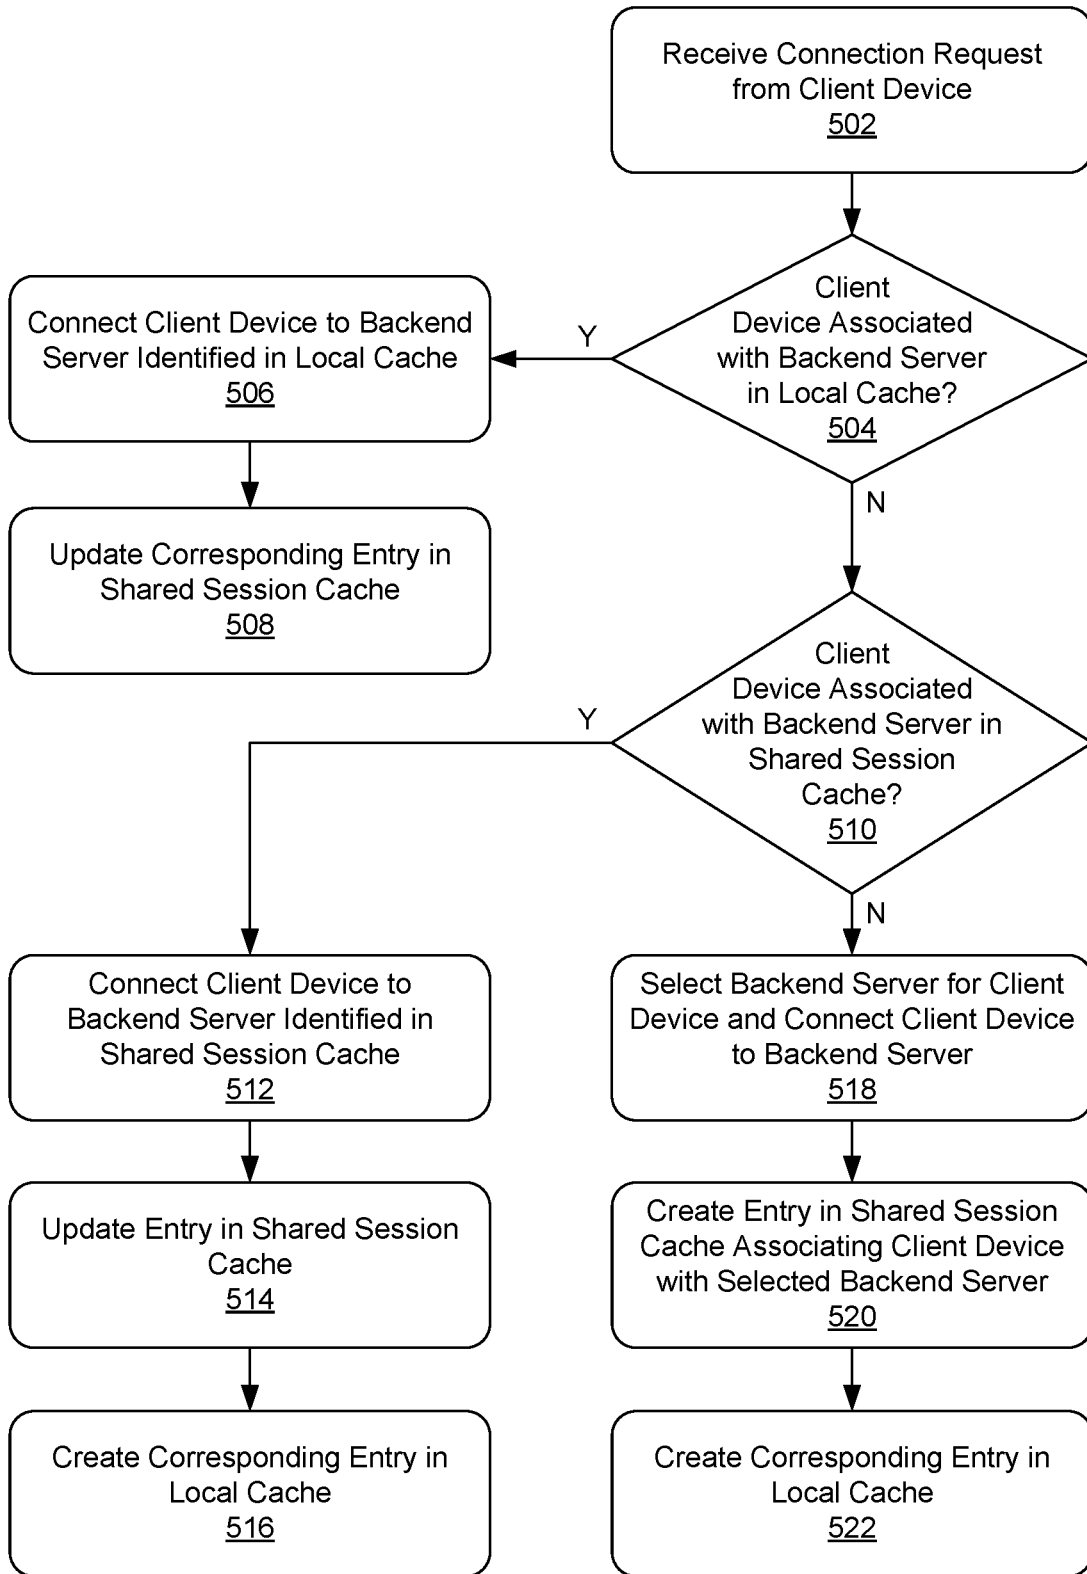 Receive Connection Request
from Client Device
502
Client
Device Associated
with Backend Server
in Local Cache?
504
Y
N
Connect Client Device to Backend
Server Identified in Local Cache
506
Update Corresponding Entry in
Shared Session Cache
508
Client
Device Associated
with Backend Server in
Shared Session
Cache?
510
Y
N
Connect Client Device to
Backend Server Identified in
Shared Session Cache
512
Update Entry in Shared Session
Cache
514
Create Corresponding Entry in
Local Cache
516
Select Backend Server for Client
Device and Connect Client Device
to Backend Server
518
Create Entry in Shared Session
Cache Associating Client Device
with Selected Backend Server
520
Create Corresponding Entry in
Local Cache
522